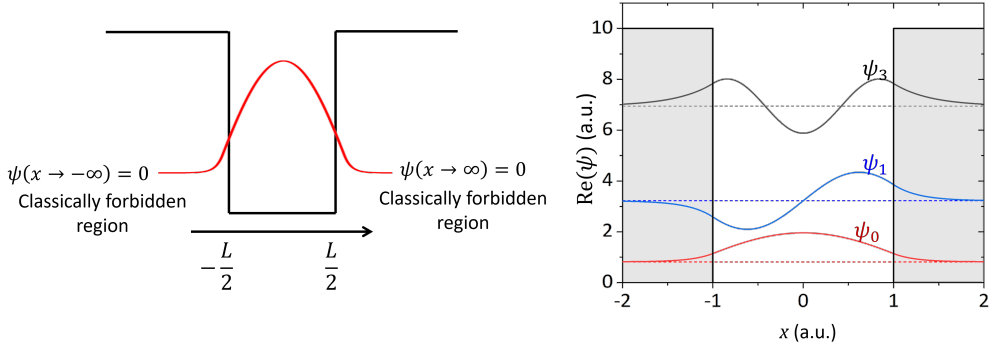 ψ(x → −∞) = 0
Classically forbidden
region
ψ(x → ∞) = 0
Classically forbidden
region
−L/2
L/2
Re(ψ) (a.u.)
10
8
6
4
2
0
ψ3
ψ1
ψ0
-2
-1
0
1
2
x (a.u.)